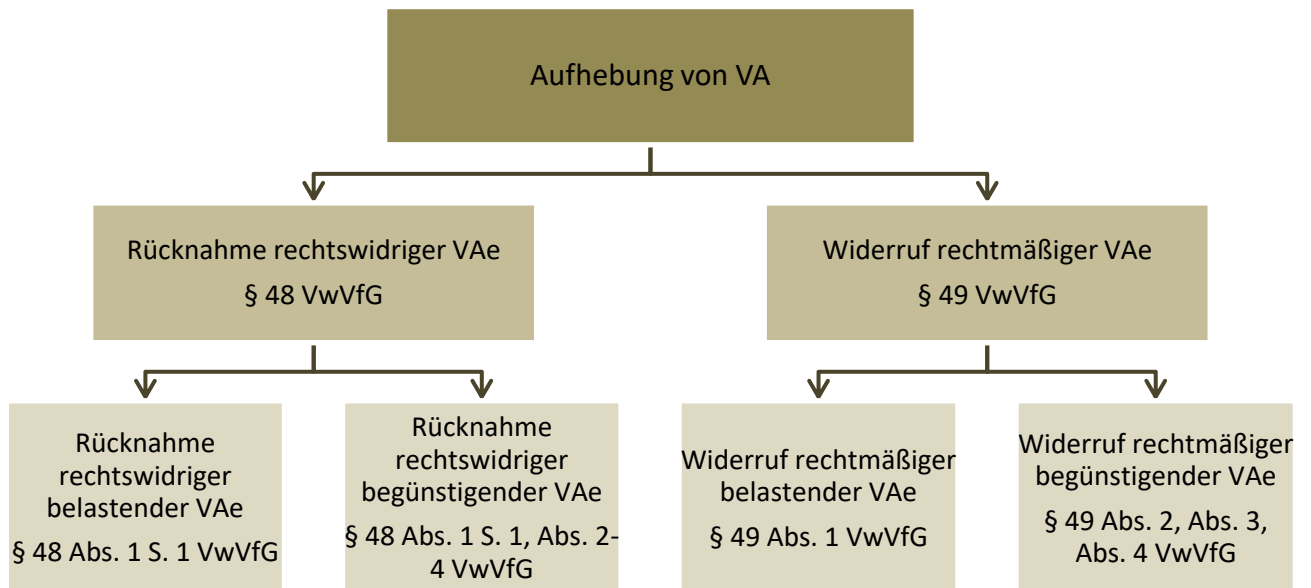 Aufhebung von VA
Rücknahme rechtswidriger VAe
§ 48 VwVfG
Widerruf rechtmäßiger VAe
§ 49 VwVfG
Rücknahme
rechtswidriger
belastender VAe
§ 48 Abs. 1 S. 1 VwVfG
Rücknahme
rechtswidriger
begünstigender VAe
§ 48 Abs. 1 S. 1, Abs. 2-
4 VwVfG
Widerruf rechtmäßiger
belastender VAe
§ 49 Abs. 1 VwVfG
Widerruf rechtmäßiger
begünstigender VAe
§ 49 Abs. 2, Abs. 3,
Abs. 4 VwVfG